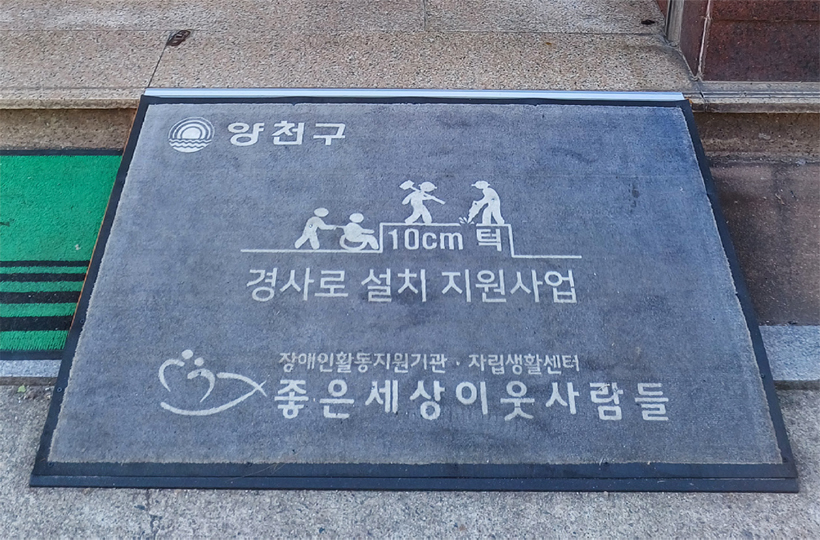 양천구
10cm 턱
경사로 설치 지원사업
장애인활동지원기관 · 자립생활센터
좋은세상이웃사람들